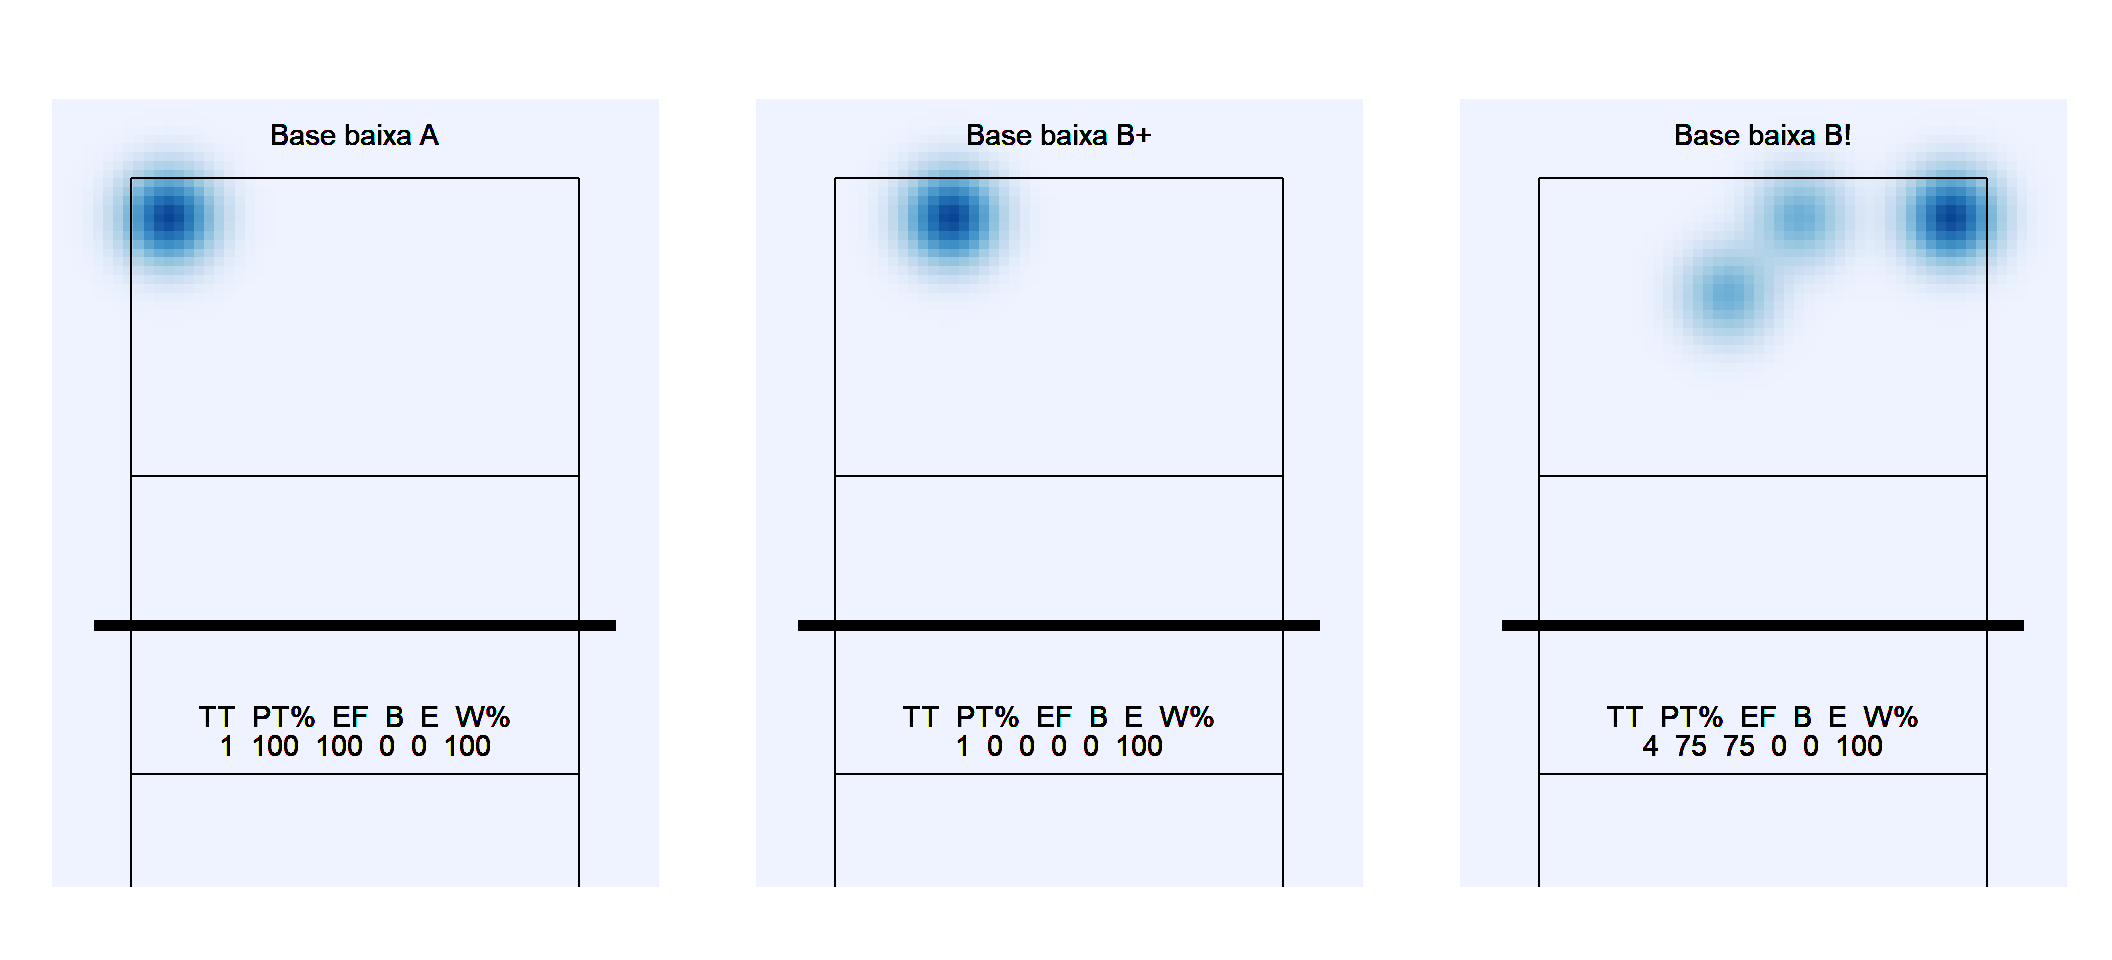 Base baixa A
TT PT% EF B E W%
1 100 100 0 0 100
Base baixa B+
TT PT% EF B E W%
1 0 0 0 0 100
Base baixa B!
TT PT% EF B E W%
4 75 75 0 0 100